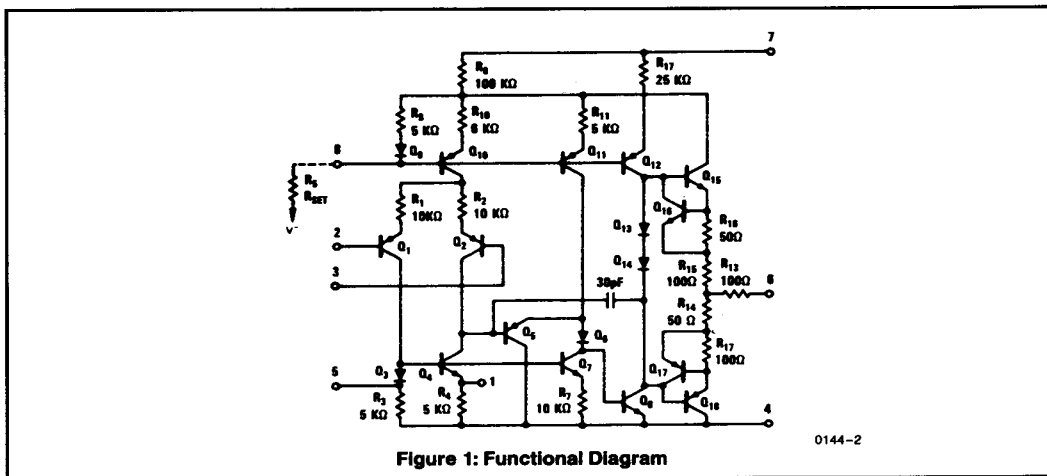 7
R9
100 KΩ
R17
25 KΩ
R8
5 KΩ
R10
6 KΩ
R11
5 KΩ
8
Q9
Q10
Q11
Q12
Q15
R5
RSET
V-
R1
10KΩ
R2
10 KΩ
Q16
R16
50Ω
2
Q1
Q2
Q13
3
Q14
R15
100Ω
R13
100Ω
6
30pF
R14
50 Ω
Q5
Q6
R17
100Ω
Q3
Q4
Q7
Q17
5
1
R3
5 KΩ
R4
5 KΩ
R7
10 KΩ
Q8
Q18
4
0144-2
Figure 1: Functional Diagram